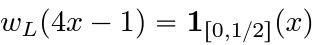 $w_L(4x - 1) = \mathbf{1}_{[0,1/2]}(x)$